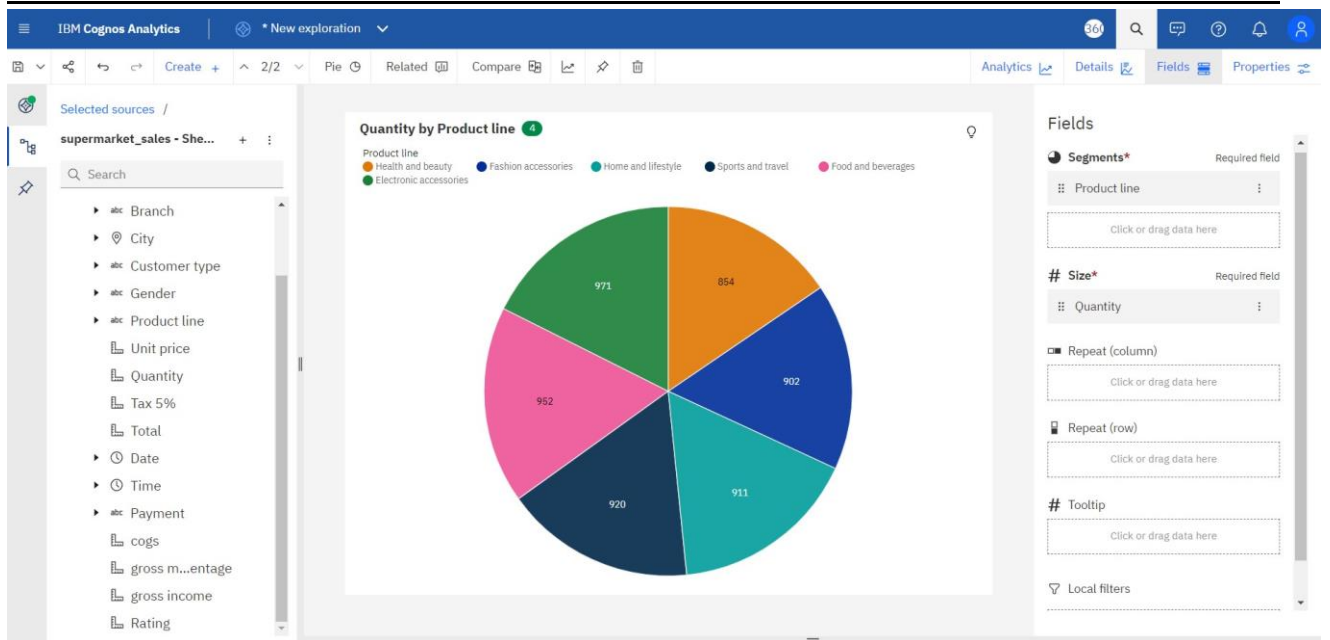 IBM Cognos Analytics
* New exploration
Create + 2/2 Pie Related Compare
Analytics Details Fields Properties
Selected sources /
supermarket_sales - She...
Search
Branch
City
Customer type
Gender
Product line
Unit price
Quantity
Tax 5%
Total
Date
Time
Payment
cogs
gross m...entage
gross income
Rating
Quantity by Product line 4
Product line
Health and beauty Fashion accessories Home and lifestyle Sports and travel Food and beverages
Electronic accessories
971
854
902
952
911
920
Fields
Segments* Required field
Product line
Click or drag data here
# Size* Required field
Quantity
Repeat (column)
Click or drag data here
Repeat (row)
Click or drag data here
# Tooltip
Click or drag data here
Local filters